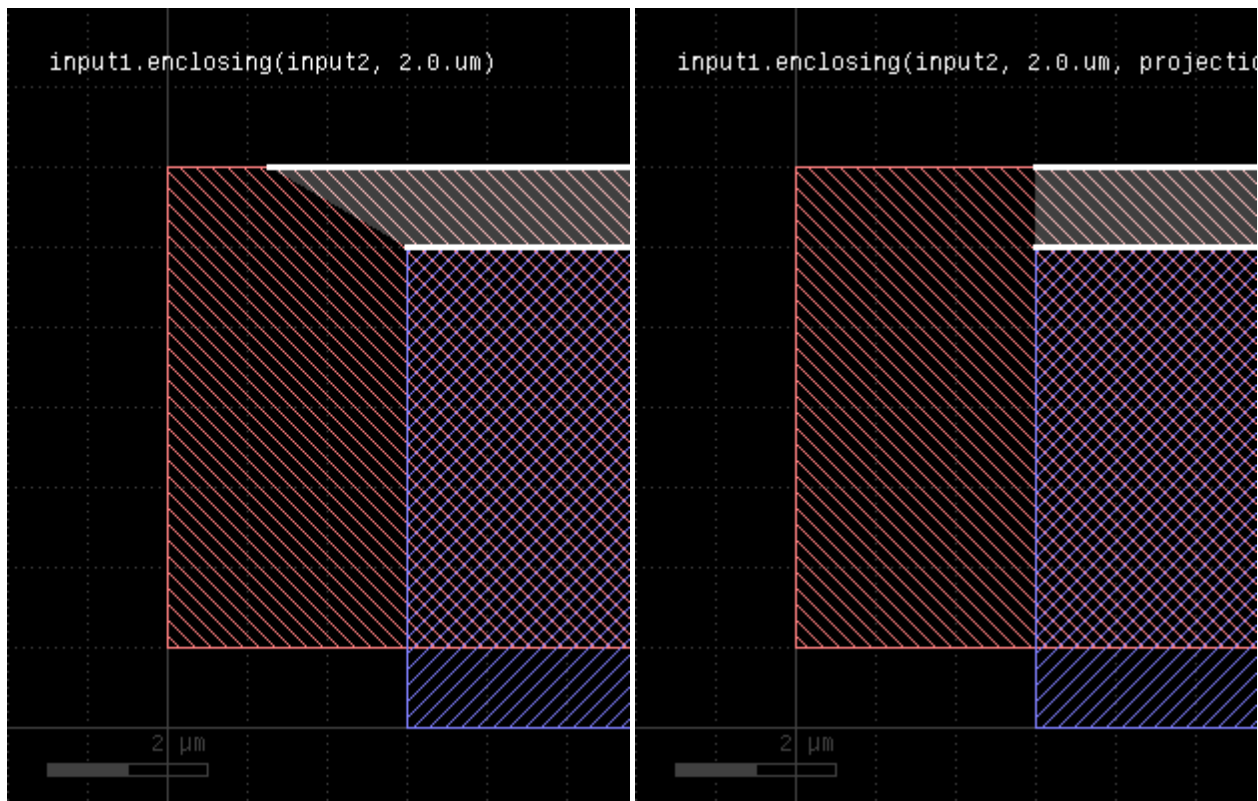 input1.enclosing(input2, 2.0.um)
input1.enclosing(input2, 2.0.um, projectio
2 µm
2 µm